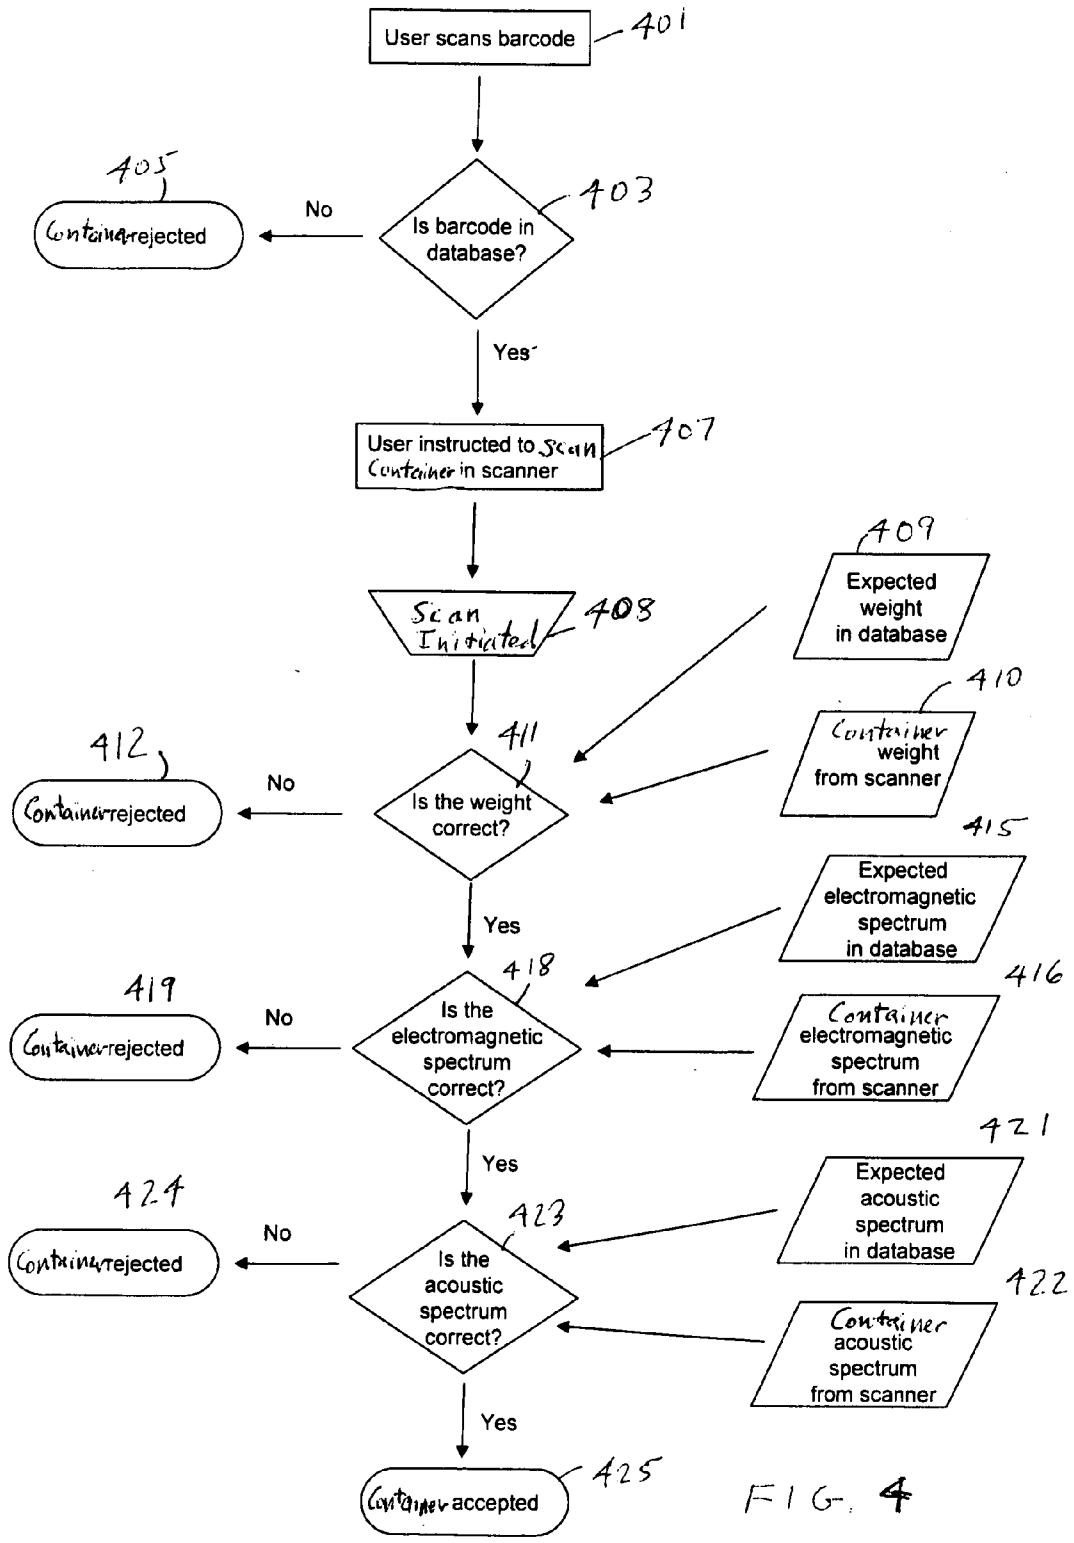 User scans barcode
401
405
Container rejected
No
Is barcode in
database?
403
Yes
User instructed to scan
Container in scanner
407
Scan
Initiated
408
409
Expected
weight
in database
410
Container
weight
from scanner
411
Is the weight
correct?
412
Container rejected
No
Yes
415
Expected
electromagnetic
spectrum
in database
416
Container
electromagnetic
spectrum
from scanner
418
Is the
electromagnetic
spectrum
correct?
419
Container rejected
No
Yes
421
Expected
acoustic
spectrum
in database
422
Container
acoustic
spectrum
from scanner
423
Is the
acoustic
spectrum
correct?
424
Container rejected
No
Yes
Container accepted
425
FIG. 4